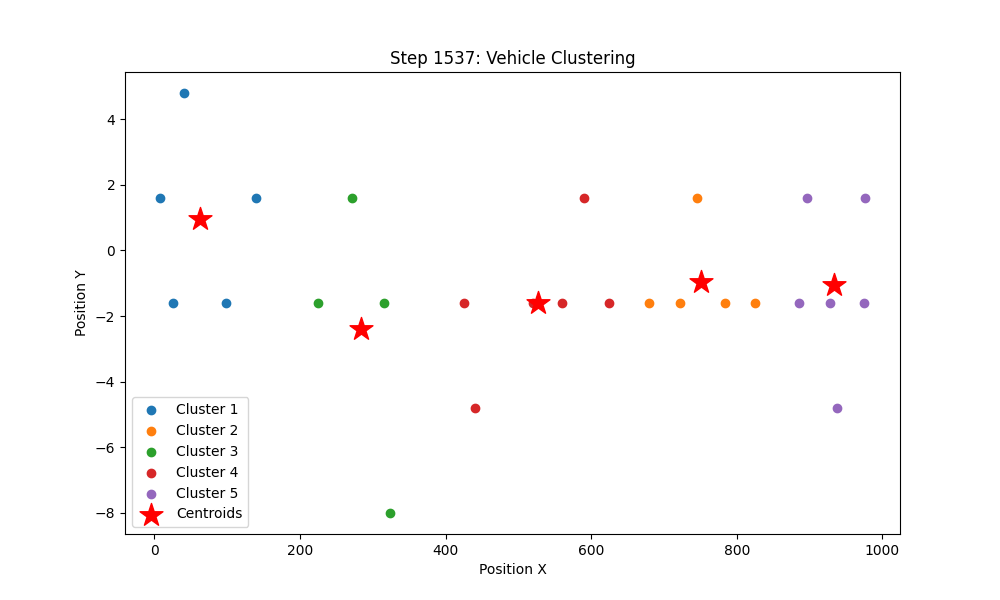 Step 1537: Vehicle Clustering
Position Y
4
2
0
−2
−4
−6
−8
Cluster 1
Cluster 2
Cluster 3
Cluster 4
Cluster 5
Centroids
0 200 400 600 800 1000
Position X